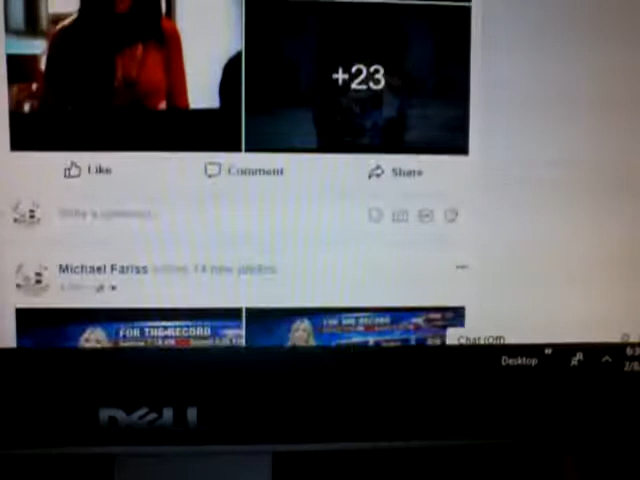 +23
Like
Comment
Share
Write a comment...
Michael Fariss added 14 new photos.
FOR THE RECORD
FOR THE RECORD
Chat (Off)
Desktop
DELL